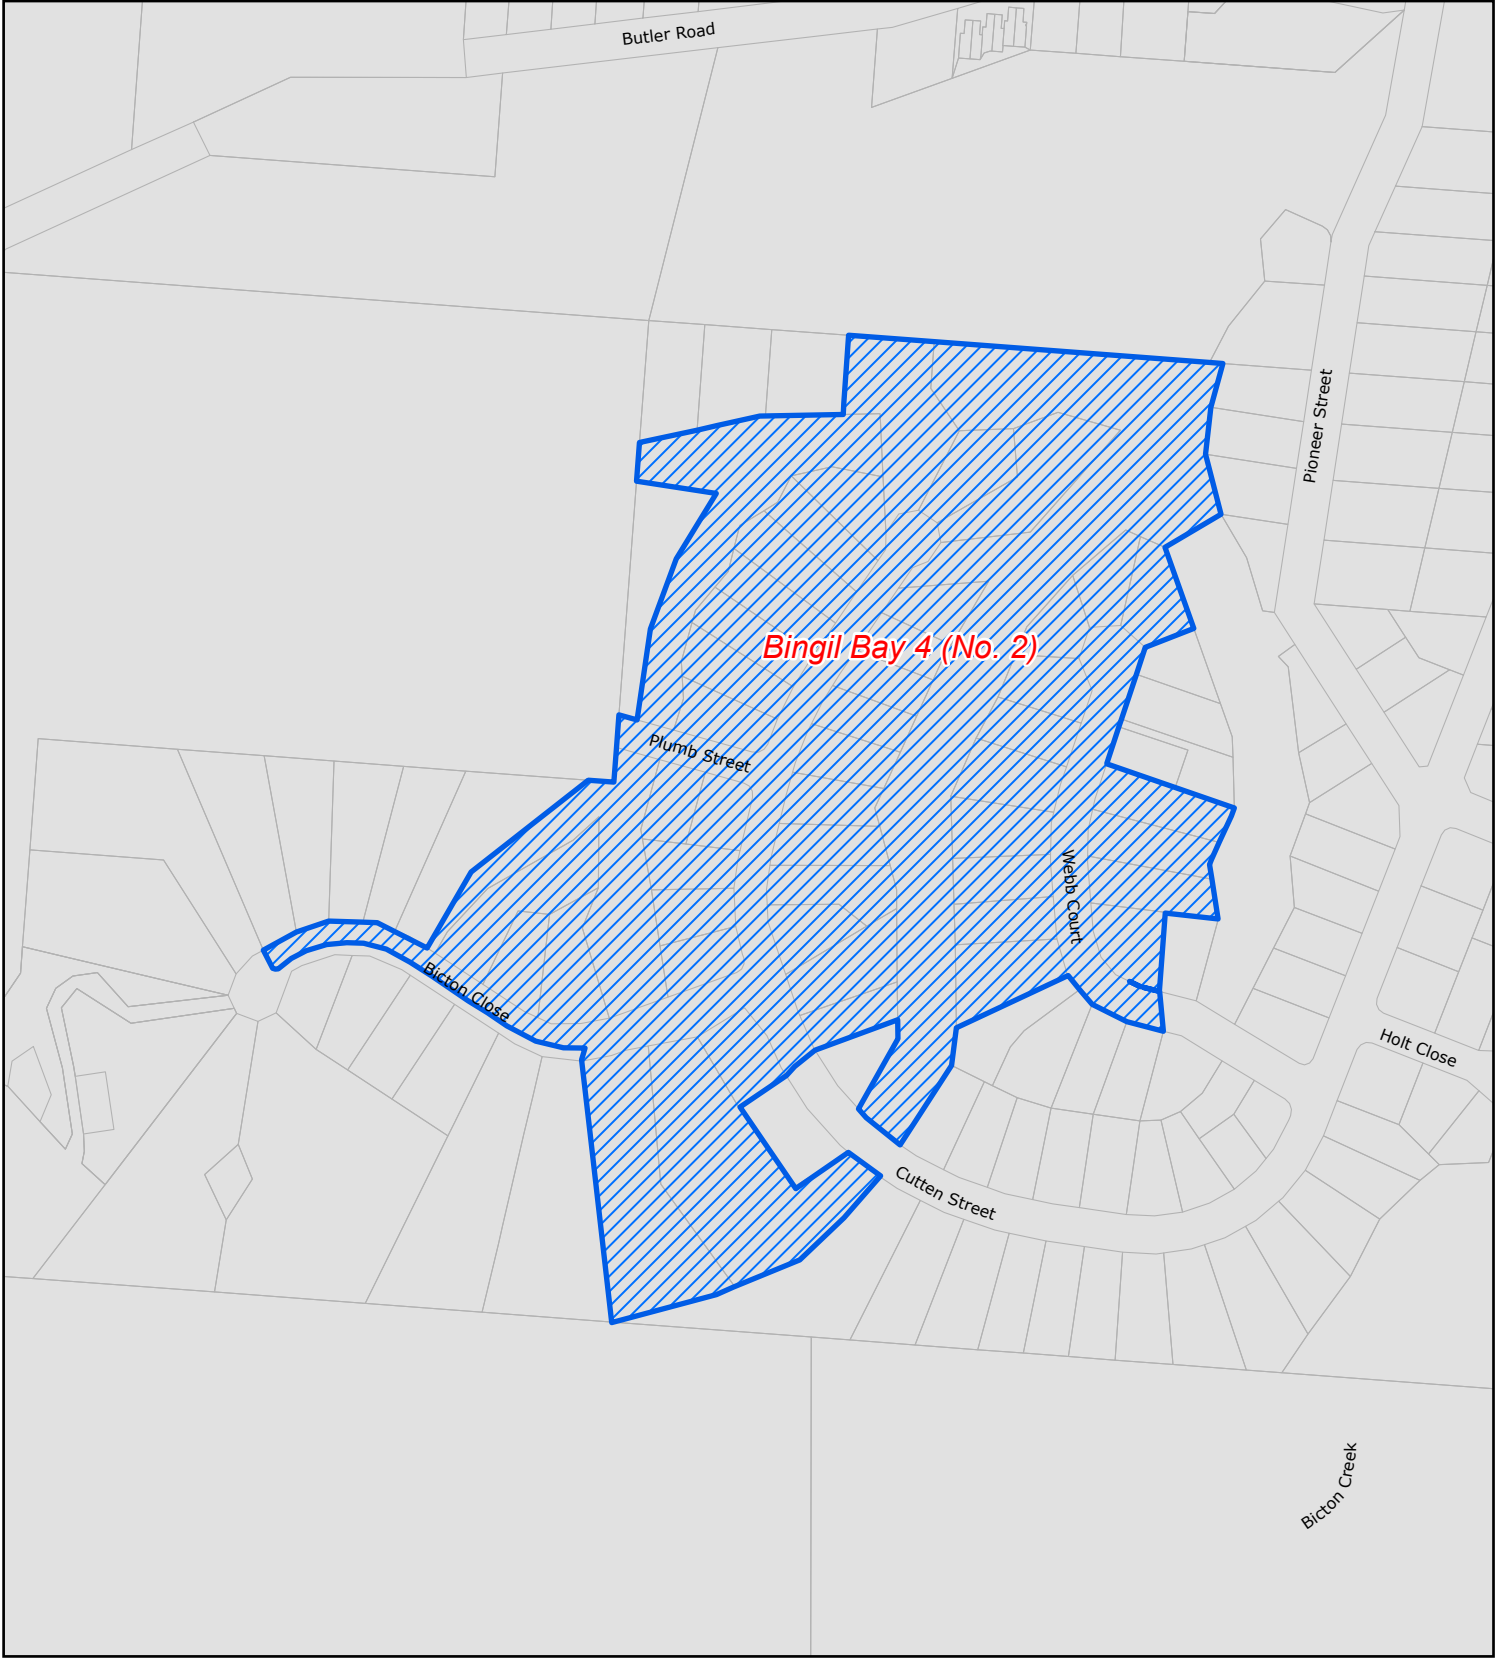 Butler Road
Pioneer Street
Bingil Bay 4 (No. 2)
Plumb Street
Webb Court
Bicton Close
Holt Close
Cutten Street
Bicton Creek